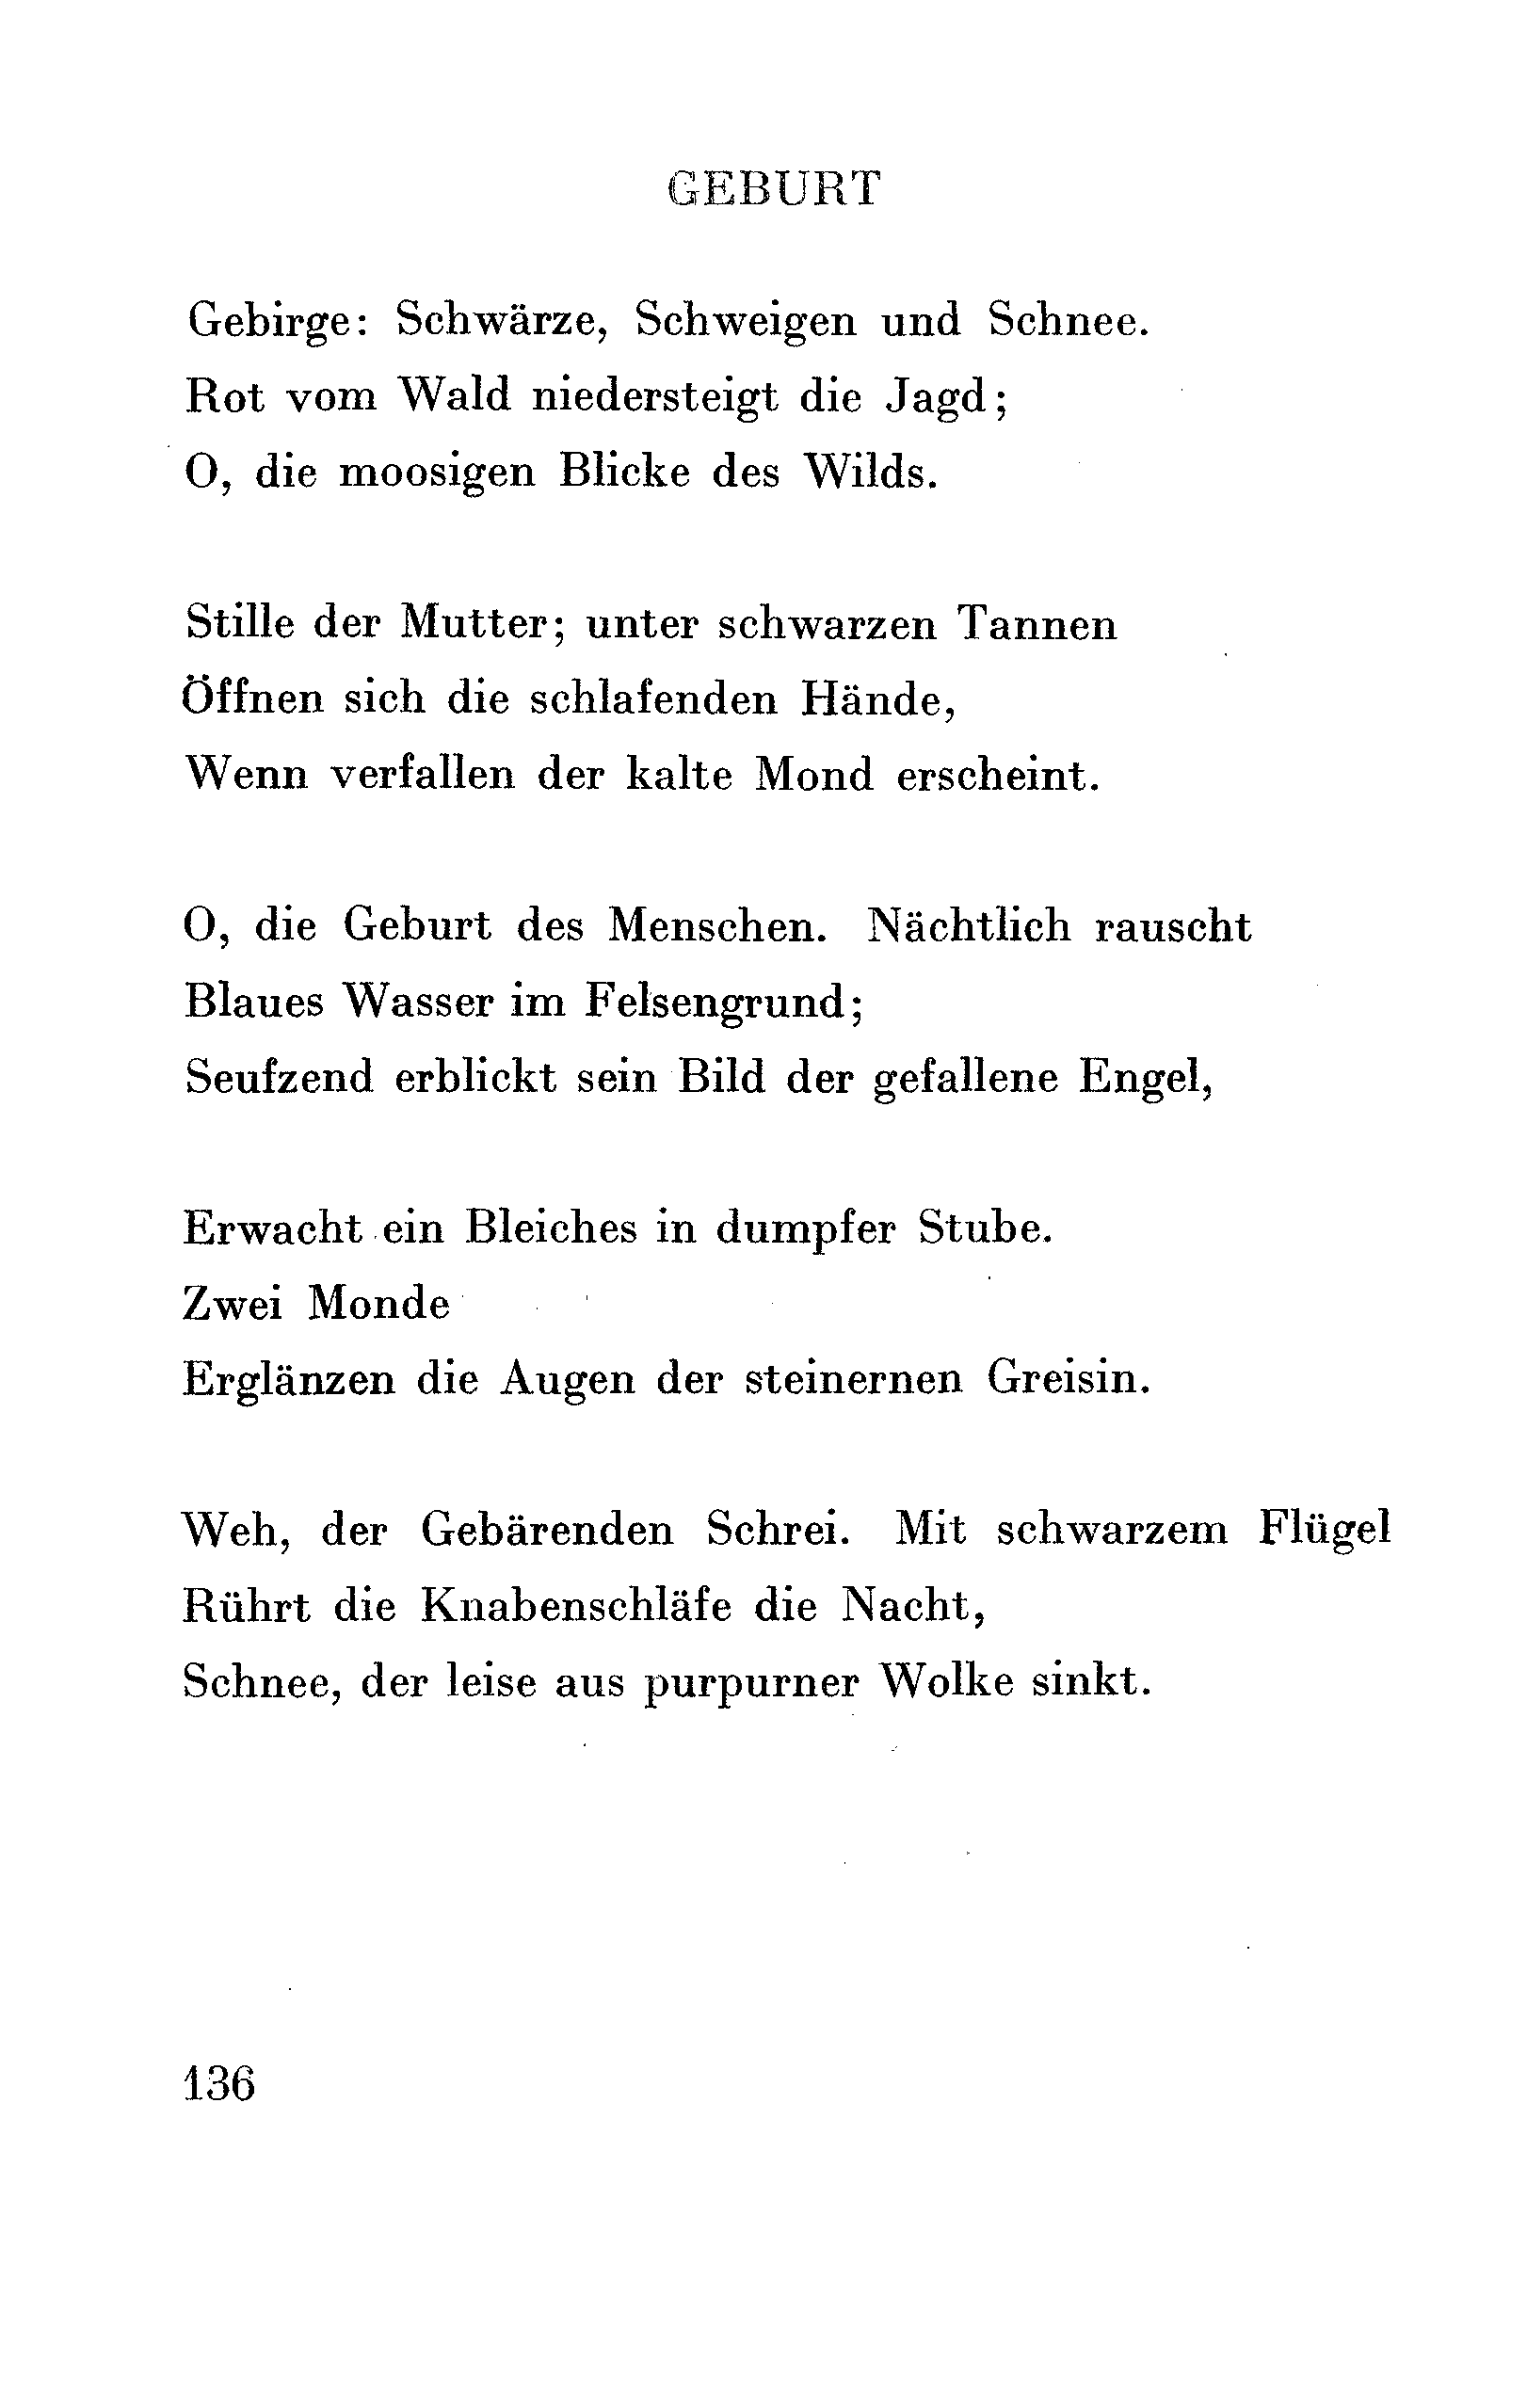 GEBURT
Gebirge: Schwärze, Schweigen und Schnee.
Rot vom Wald niedersteigt die Jagd;
O, die moosigen Blicke des Wilds.
Stille der Mutter; unter schwarzen Tannen
Öffnen sich die schlafenden Hände,
Wenn verfallen der kalte Mond erscheint.
O, die Geburt des Menschen. Nächtlich rauscht
Blaues Wasser im Felsengrund;
Seufzend erblickt sein Bild der gefallene Engel,
Erwacht ein Bleiches in dumpfer Stube.
Zwei Monde
Erglänzen die Augen der steinernen Greisin.
Weh, der Gebärenden Schrei. Mit schwarzem Flügel
Rührt die Knabenschläfe die Nacht,
Schnee, der leise aus purpurner Wolke sinkt.
136